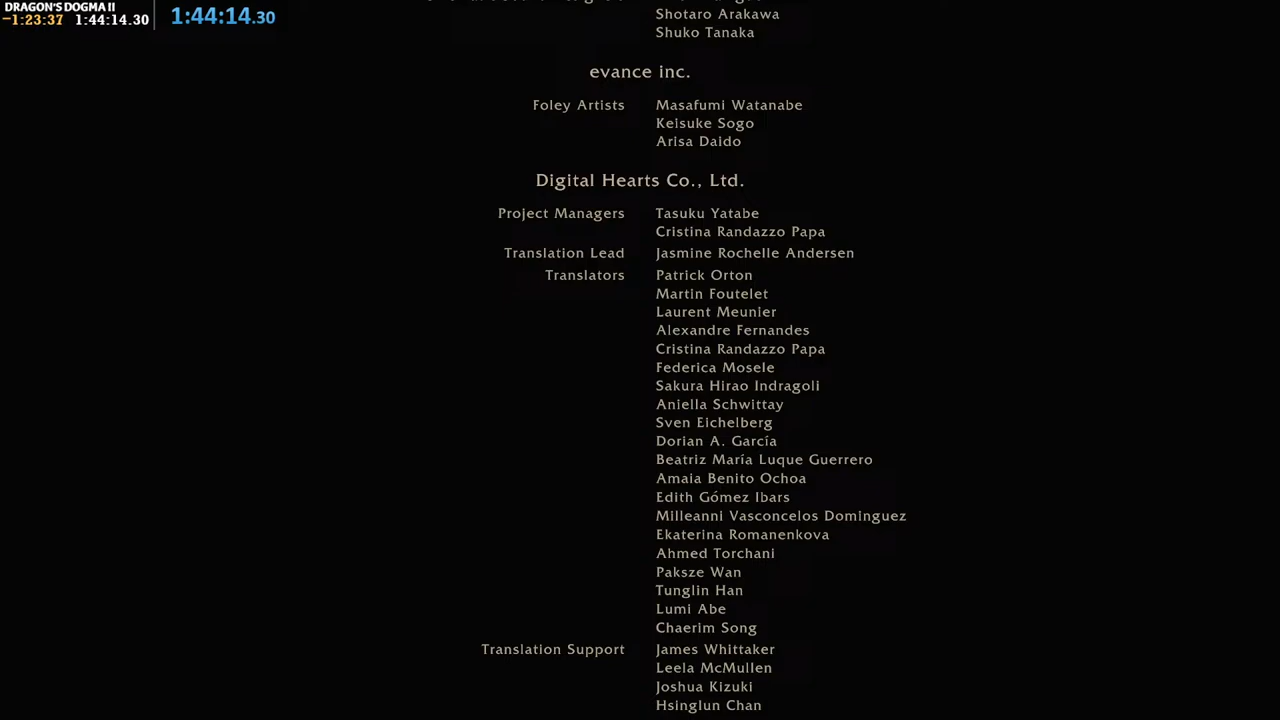 DRAGON'S DOGMA II
−1:23:37 1:44:14.30
1:44:14.30
Shotaro Arakawa
Shuko Tanaka
evance inc.
Foley Artists Masafumi Watanabe
Keisuke Sogo
Arisa Daido
Digital Hearts Co., Ltd.
Project Managers Tasuku Yatabe
Cristina Randazzo Papa
Translation Lead Jasmine Rochelle Andersen
Translators Patrick Orton
Martin Foutelet
Laurent Meunier
Alexandre Fernandes
Cristina Randazzo Papa
Federica Mosele
Sakura Hirao Indragoli
Aniella Schwittay
Sven Eichelberg
Dorian A. García
Beatriz María Luque Guerrero
Amaia Benito Ochoa
Edith Gómez Ibars
Milleanni Vasconcelos Domínguez
Ekaterina Romanenkova
Ahmed Torchani
Paksze Wan
Tunglin Han
Lumi Abe
Chaerim Song
Translation Support James Whittaker
Leela McMullen
Joshua Kizuki
Hsinglun Chan